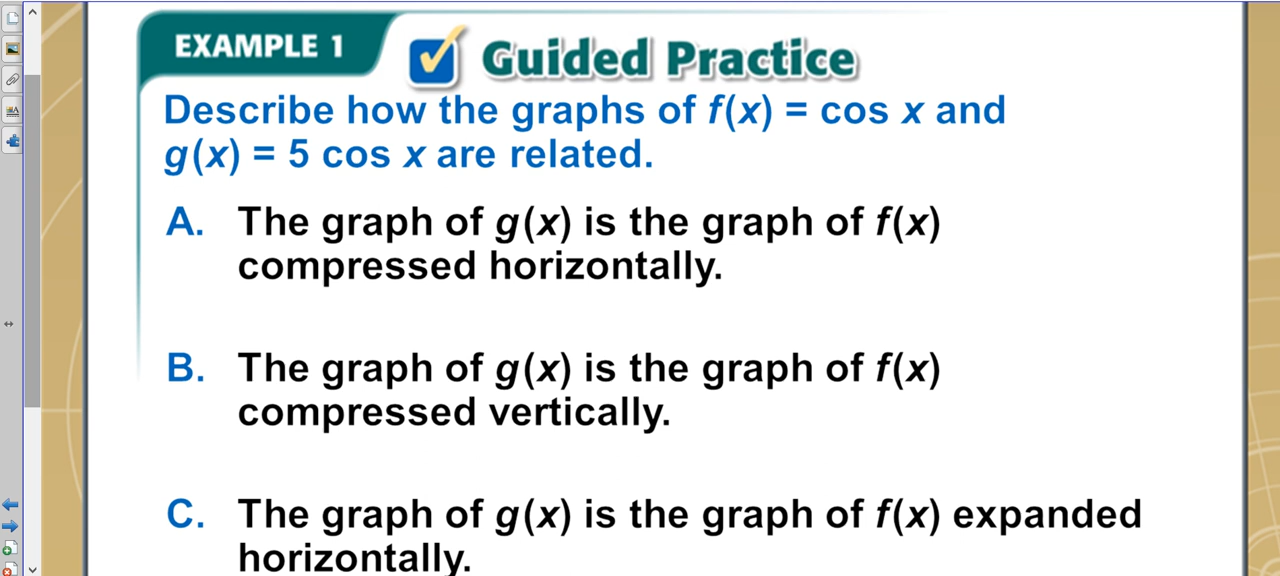 EXAMPLE 1
Guided Practice
Describe how the graphs of f(x) = cos x and
g(x) = 5 cos x are related.
A. The graph of g(x) is the graph of f(x)
compressed horizontally.
B. The graph of g(x) is the graph of f(x)
compressed vertically.
C. The graph of g(x) is the graph of f(x) expanded
horizontally.